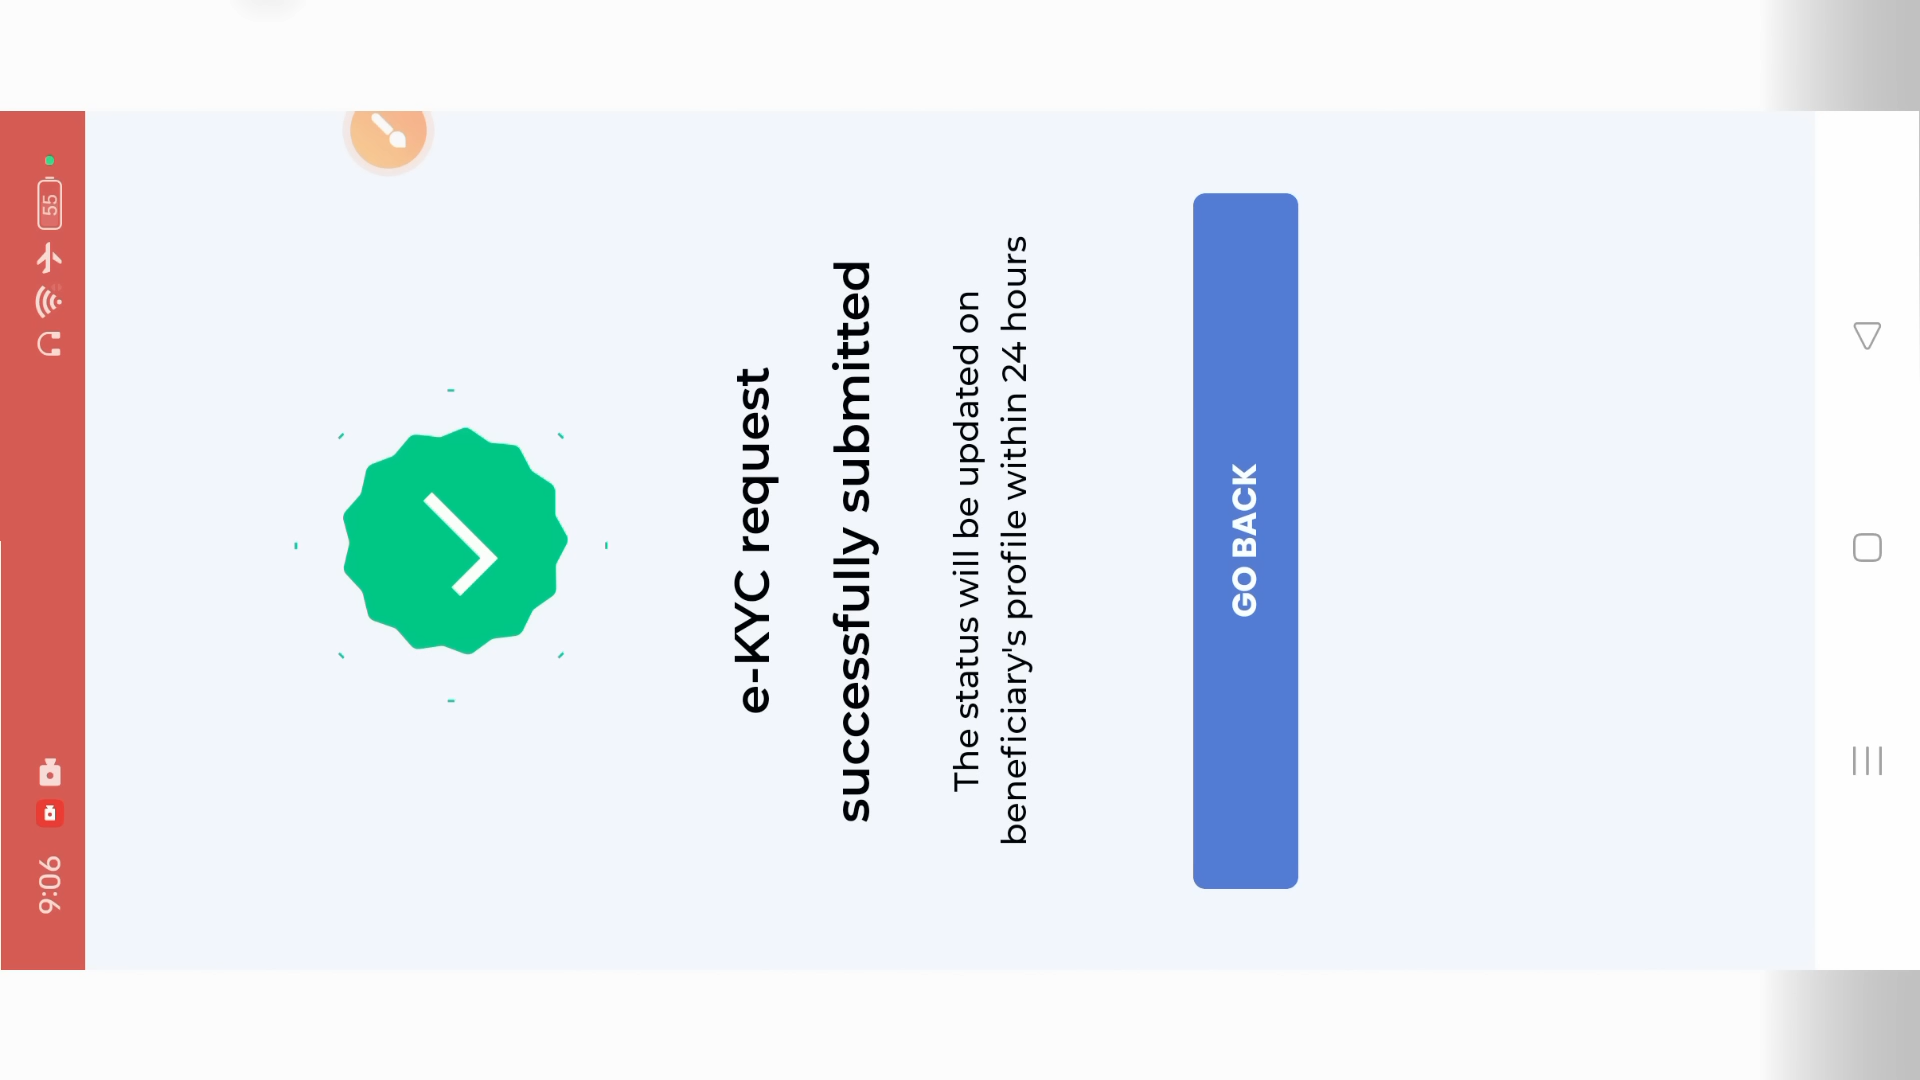 9:06
55
e-KYC request
successfully submitted
The status will be updated on
beneficiary's profile within 24 hours
GO BACK